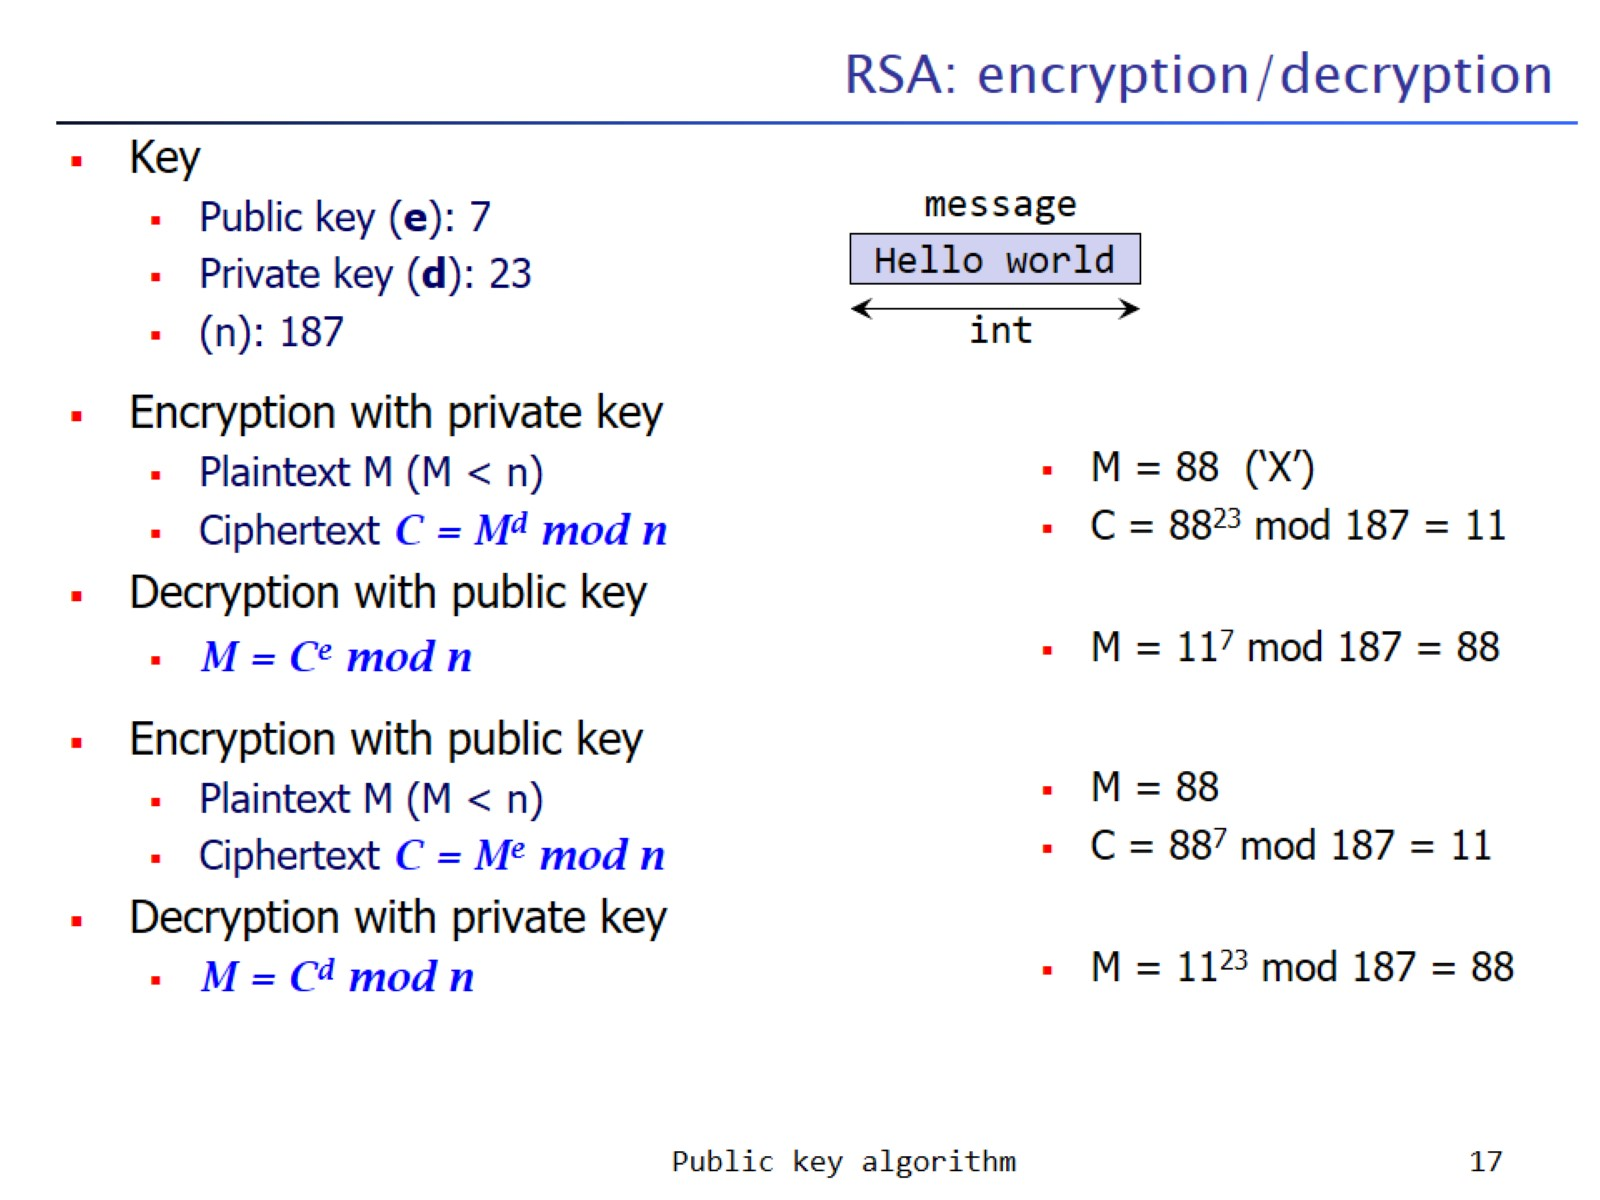 RSA: encryption/decryption
▪ Key
▪ Public key (e): 7
▪ Private key (d): 23
▪ (n): 187
message
Hello world
int
▪ Encryption with private key
▪ Plaintext M (M < n)
▪ Ciphertext C = Mᵈ mod n
▪ M = 88 (‘X’)
▪ C = 88²³ mod 187 = 11
▪ Decryption with public key
▪ M = Cᵉ mod n
▪ M = 11⁷ mod 187 = 88
▪ Encryption with public key
▪ Plaintext M (M < n)
▪ Ciphertext C = Mᵉ mod n
▪ M = 88
▪ C = 88⁷ mod 187 = 11
▪ Decryption with private key
▪ M = Cᵈ mod n
▪ M = 11²³ mod 187 = 88
Public key algorithm
17